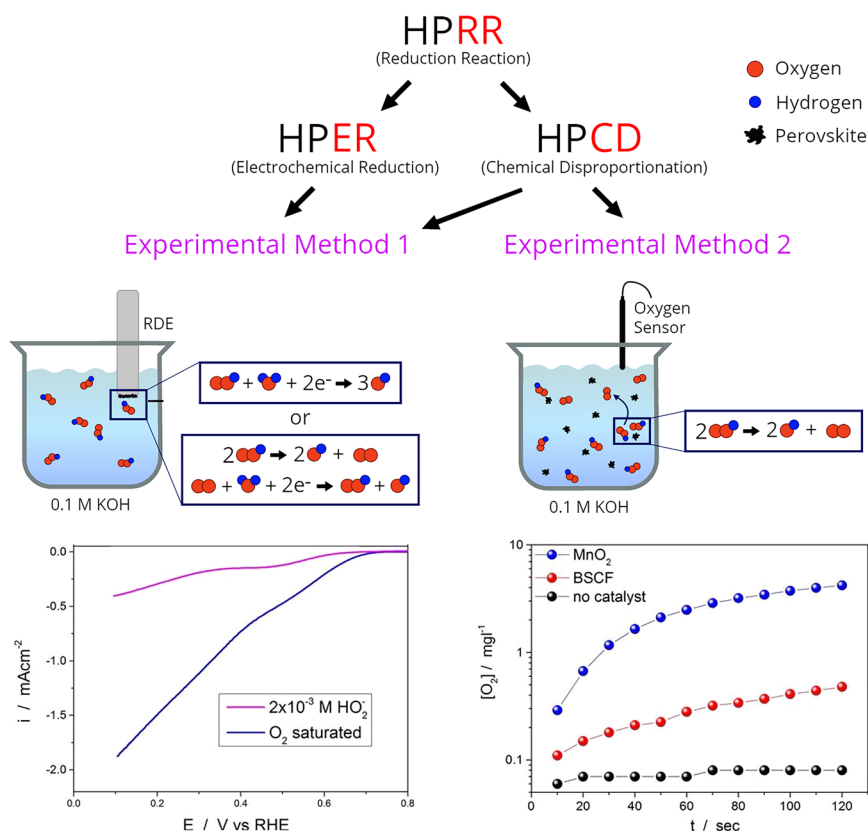 HPRR
(Reduction Reaction)
Oxygen
Hydrogen
Perovskite
HPER
(Electrochemical Reduction)
HPCD
(Chemical Disproportionation)
Experimental Method 1
Experimental Method 2
RDE
+ + 2e⁻ → 3
or
2 → 2 +
+ + 2e⁻ → +
0.1 M KOH
Oxygen
Sensor
2 → 2 +
0.1 M KOH
0.0
-0.5
-1.0
-1.5
-2.0
i / mAcm⁻²
2x10⁻³ M HO₂⁻
O₂ saturated
0.0 0.2 0.4 0.6 0.8
E / V vs RHE
10
1
0.1
[O₂] / mgl⁻¹
MnO₂
BSCF
no catalyst
0 20 40 60 80 100 120
t / sec